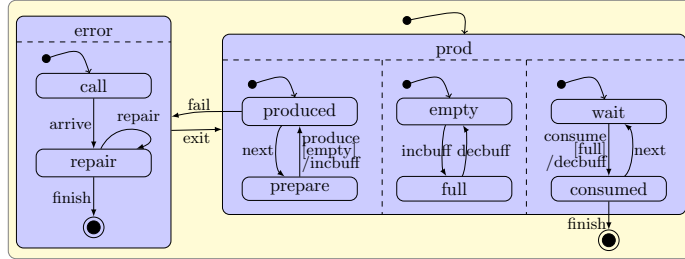 error
prod
call
arrive
repair
repair
finish
fail
exit
produced
next
produce
[empty]
/incbuff
prepare
empty
incbuff
decbuff
full
wait
consume
[full]
/decbuff
next
consumed
finish